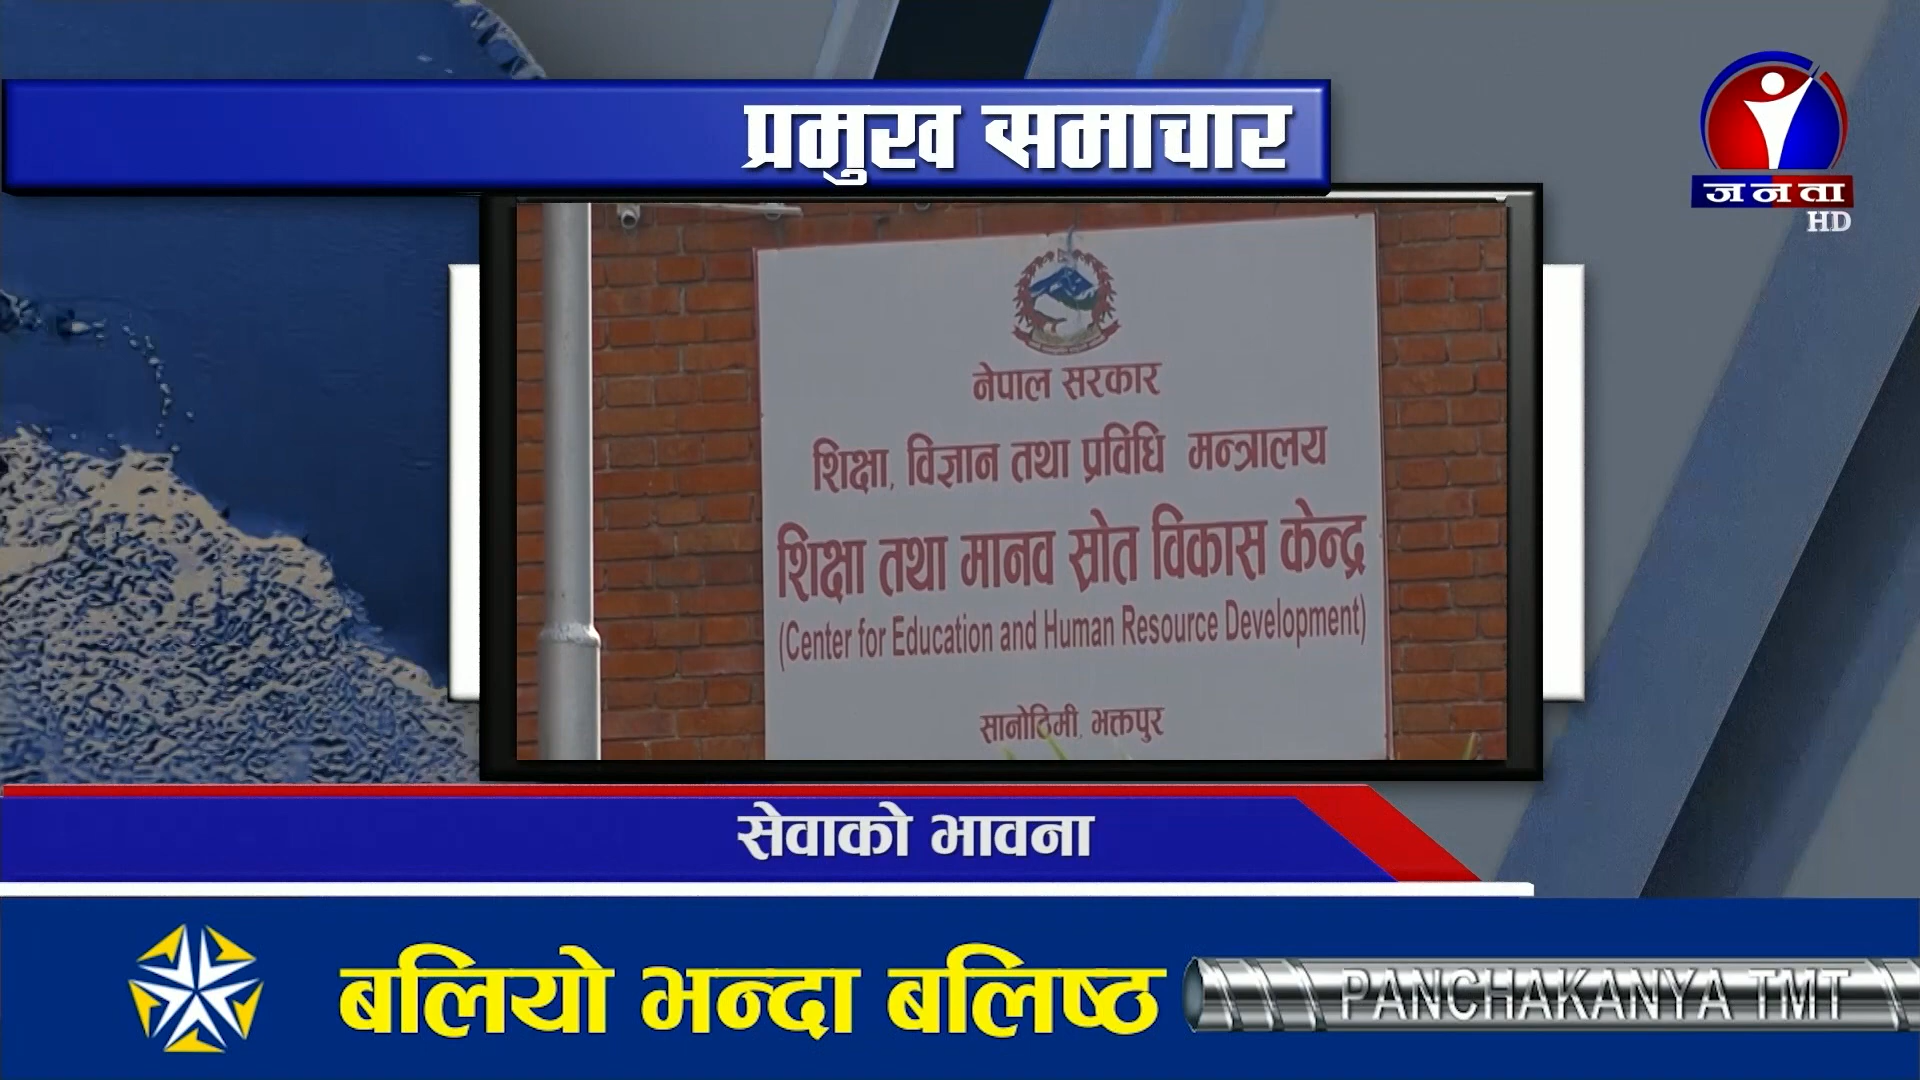 प्रमुख समाचार
जनता
HD
नेपाल सरकार
शिक्षा, विज्ञान तथा प्रविधि मन्त्रालय
शिक्षा तथा मानव स्रोत विकास केन्द्र
(Center for Education and Human Resource Development)
सानोठिमी, भक्तपुर
सेवाको भावना
बलियो भन्दा बलिष्ठ
PANCHAKANYA TMT